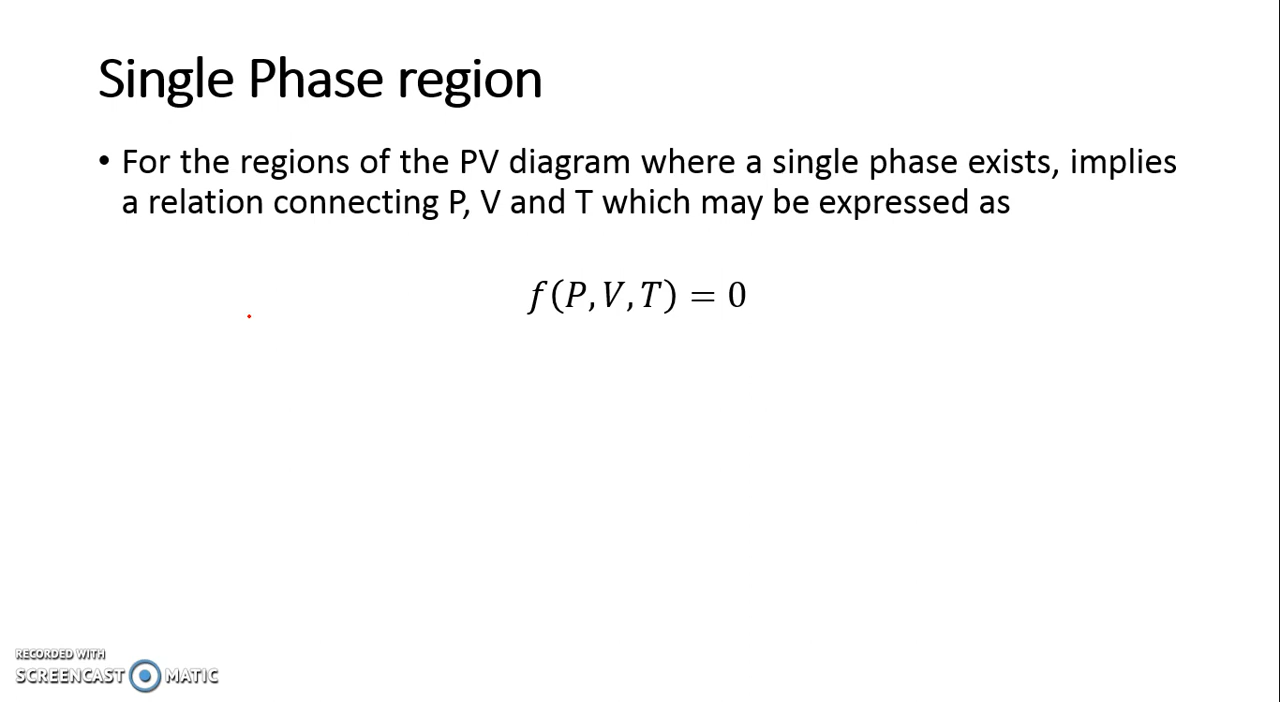 Single Phase region
• For the regions of the PV diagram where a single phase exists, implies
a relation connecting P, V and T which may be expressed as
f(P,V,T) = 0
RECORDED WITH
SCREENCAST MATIC